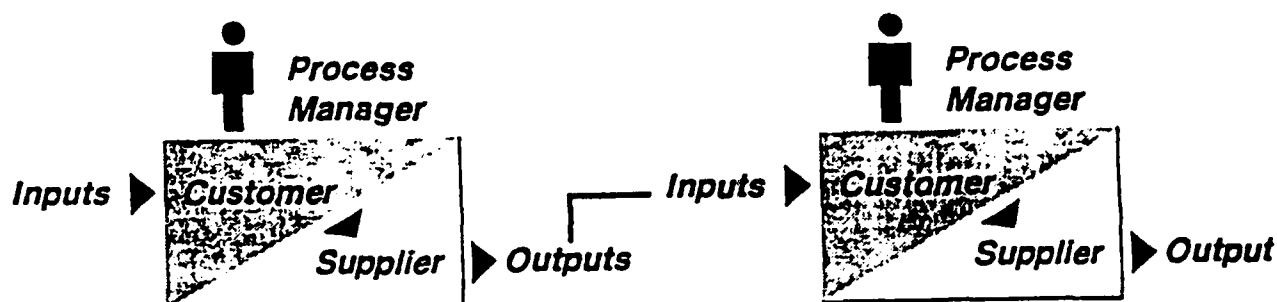 Process
Manager
Inputs
Customer
Supplier
Outputs
Process
Manager
Inputs
Customer
Supplier
Output